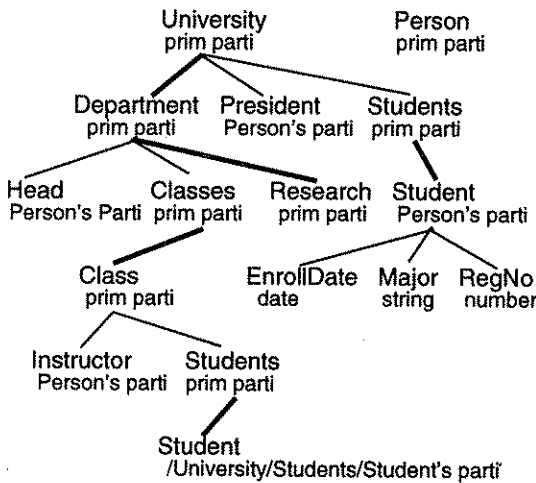 University Person
prim parti prim parti
Department President Students
prim parti Person's parti prim parti
Head Classes Research Student
Person's Parti prim parti prim parti Person's parti
Class EnrollDate Major RegNo
prim parti date string number
Instructor Students
Person's parti prim parti
Student
/University/Students/Student's parti